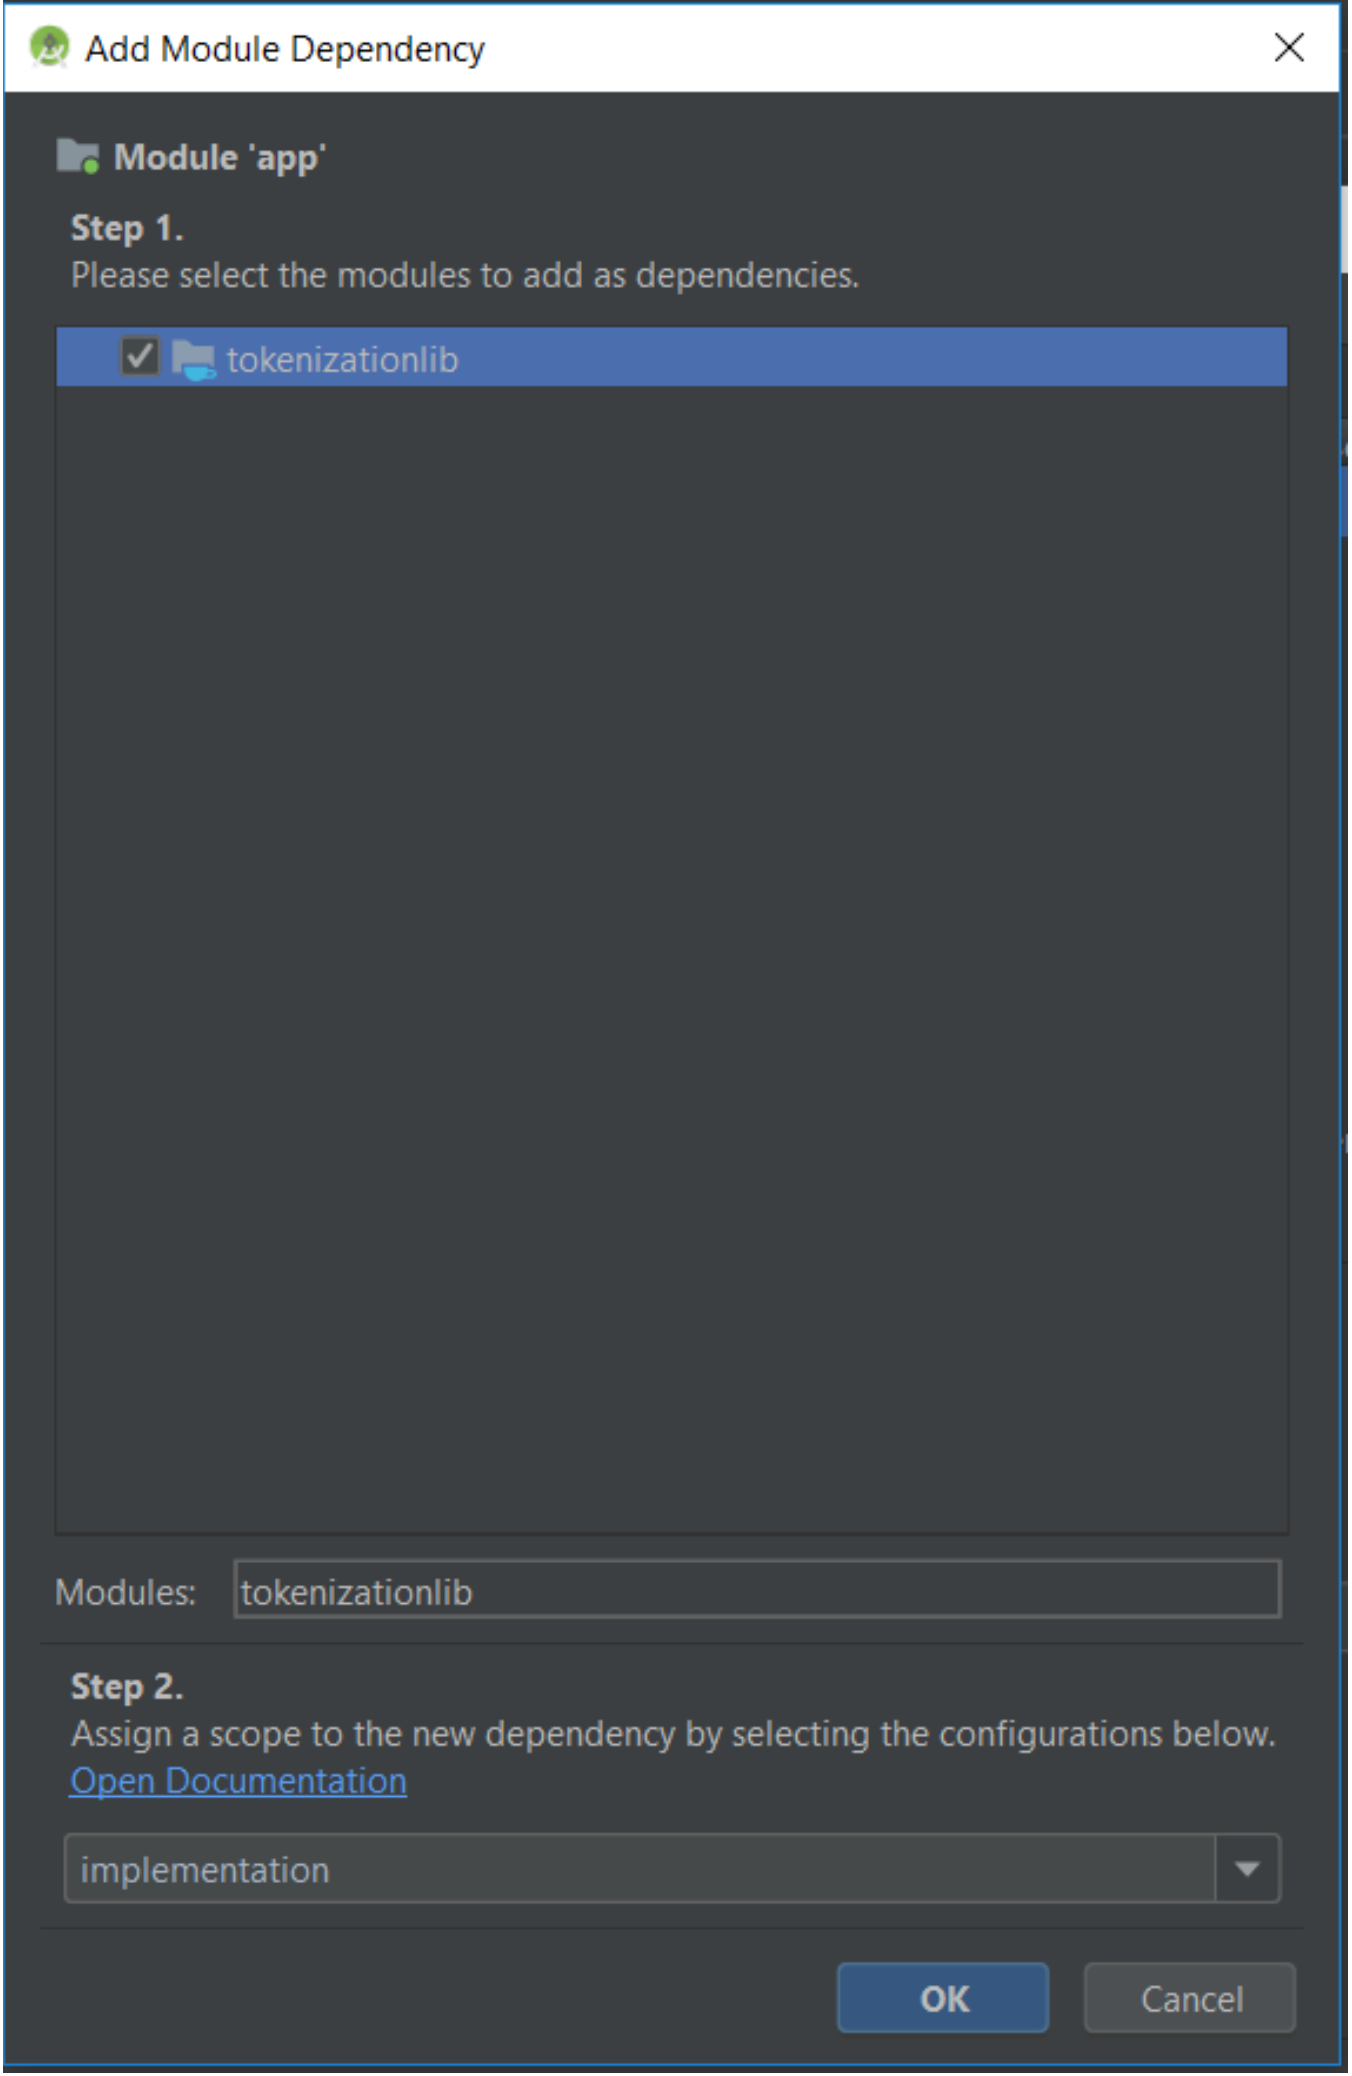 Add Module Dependency
Module 'app'
Step 1.
Please select the modules to add as dependencies.
tokenizationlib
Modules: tokenizationlib
Step 2.
Assign a scope to the new dependency by selecting the configurations below.
Open Documentation
implementation
OK Cancel